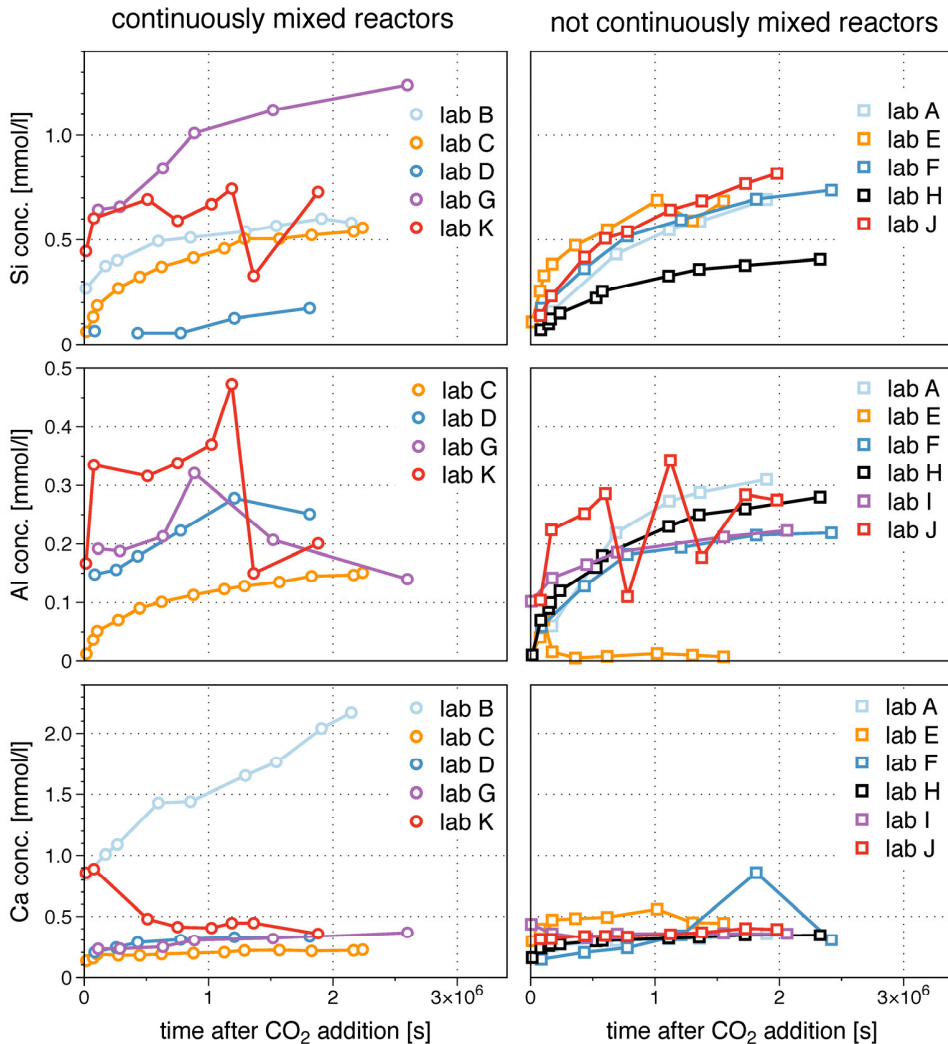 continuously mixed reactors
not continuously mixed reactors
Si conc. [mmol/l]
1.0
0.5
0
lab B
lab C
lab D
lab G
lab K
lab A
lab E
lab F
lab H
lab J
Al conc. [mmol/l]
0.5
0.4
0.3
0.2
0.1
0
lab C
lab D
lab G
lab K
lab A
lab E
lab F
lab H
lab I
lab J
Ca conc. [mmol/l]
2.0
1.5
1.0
0.5
0
lab B
lab C
lab D
lab G
lab K
lab A
lab E
lab F
lab H
lab I
lab J
0 1 2 3×10⁶
0 1 2 3×10⁶
time after CO₂ addition [s]
time after CO₂ addition [s]